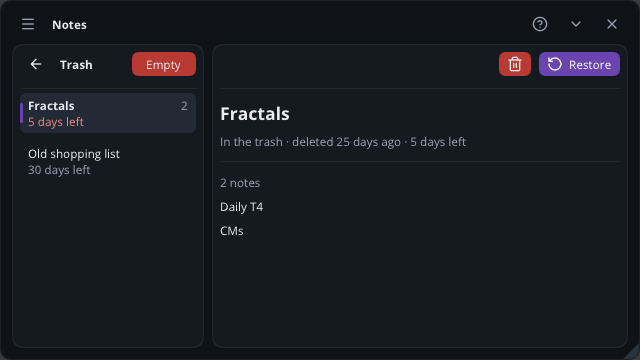 Notes
Trash
Empty
Fractals 2
5 days left
Old shopping list
30 days left
Restore
Fractals
In the trash · deleted 25 days ago · 5 days left
2 notes
Daily T4
CMs